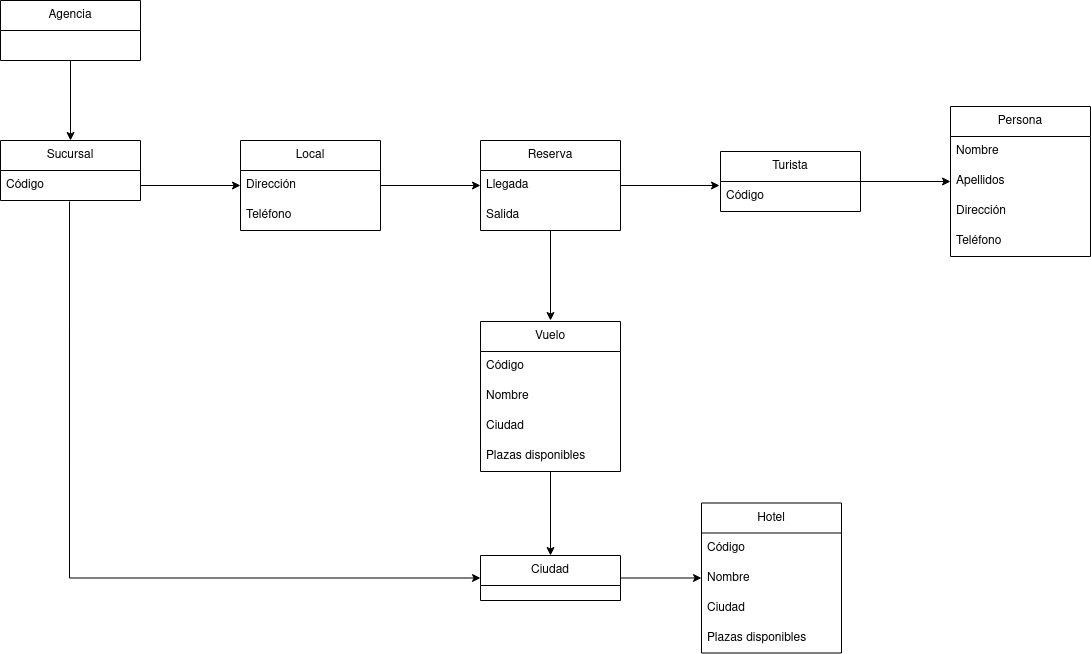 Agencia
Sucursal
Código
Local
Dirección
Teléfono
Reserva
Llegada
Salida
Turista
Código
Persona
Nombre
Apellidos
Dirección
Teléfono
Vuelo
Código
Nombre
Ciudad
Plazas disponibles
Ciudad
Hotel
Código
Nombre
Ciudad
Plazas disponibles